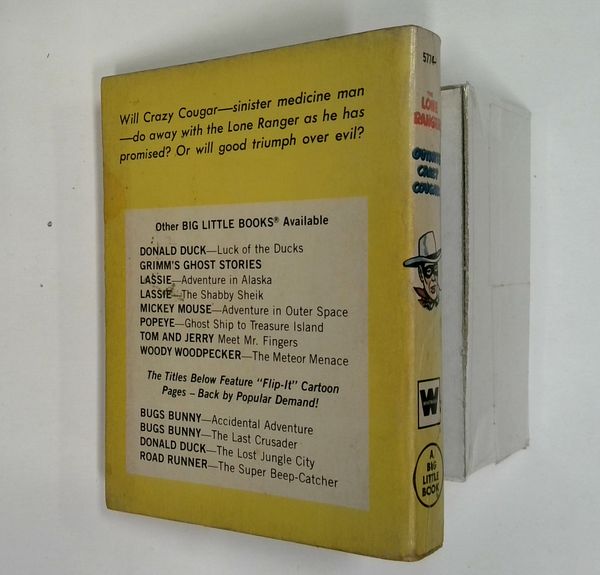 Will Crazy Cougar—sinister medicine man
—do away with the Lone Ranger as he has
promised? Or will good triumph over evil?
Other BIG LITTLE BOOKS® Available
DONALD DUCK—Luck of the Ducks
GRIMM'S GHOST STORIES
LASSIE—Adventure in Alaska
LASSIE—The Shabby Sheik
MICKEY MOUSE—Adventure in Outer Space
POPEYE—Ghost Ship to Treasure Island
TOM AND JERRY Meet Mr. Fingers
WOODY WOODPECKER—The Meteor Menace
The Titles Below Feature "Flip-It" Cartoon
Pages – Back by Popular Demand!
BUGS BUNNY—Accidental Adventure
BUGS BUNNY—The Last Crusader
DONALD DUCK—The Lost Jungle City
ROAD RUNNER—The Super Beep-Catcher
5774-
THE
LONE
RANGER
CRAZY
COUGAR
W
WHITMAN
A
BIG
LITTLE
BOOK